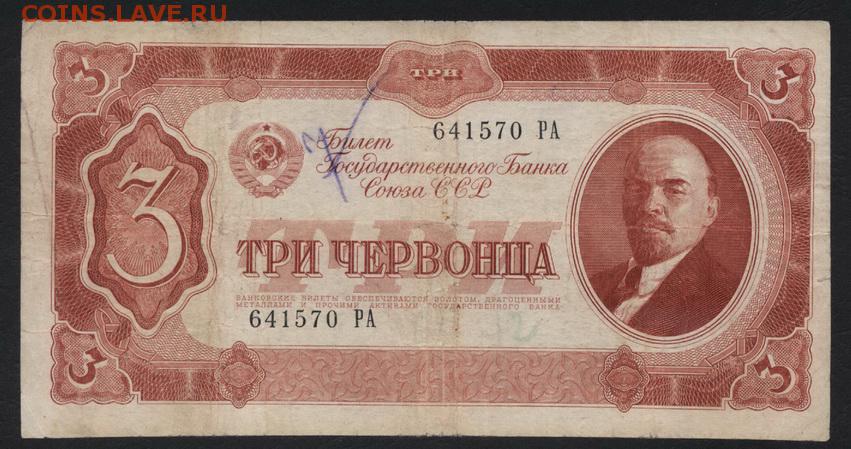 COINS.LAVE.RU
3 ТРИ 3
641570 РА
Билет
Государственного Банка
Союза ССР
3
ТРИ
ТРИ ЧЕРВОНЦА
БАНКОВСКИЕ БИЛЕТЫ ОБЕСПЕЧИВАЮТСЯ ЗОЛОТОМ, ДРАГОЦЕННЫМИ
МЕТАЛЛАМИ И ПРОЧИМИ АКТИВАМИ ГОСУДАРСТВЕННОГО БАНКА
641570 РА
3 3